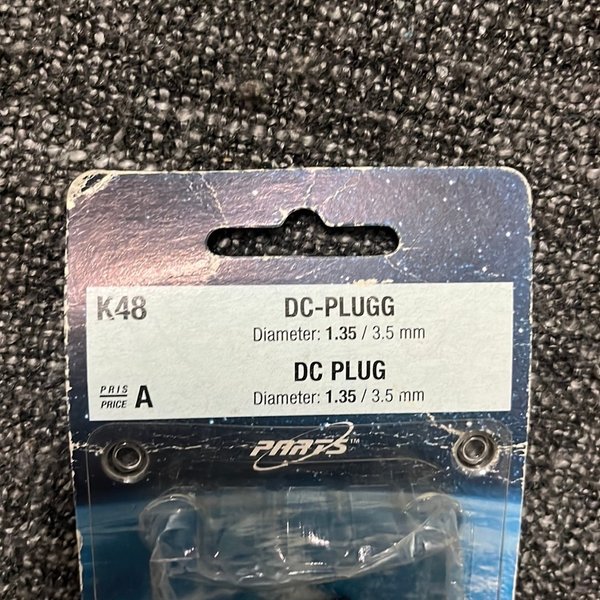 K48
DC-PLUGG
Diameter: 1.35 / 3.5 mm
DC PLUG
PRIS
PRICE A
Diameter: 1.35 / 3.5 mm
PARTS™